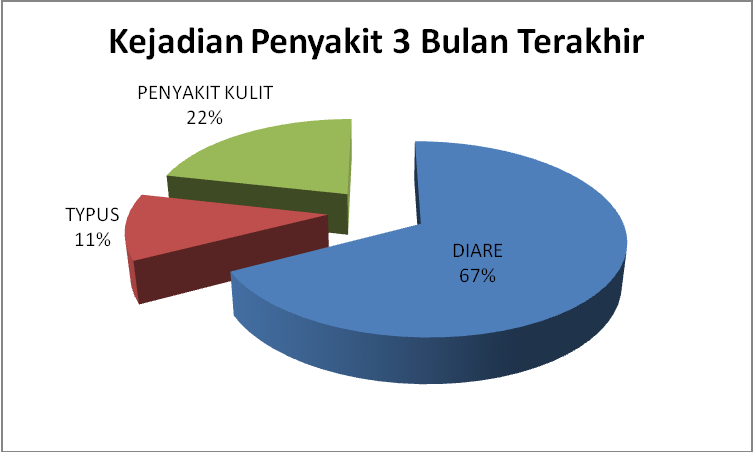 Kejadian Penyakit 3 Bulan Terakhir
PENYAKIT KULIT
22%
TYPUS
11%
DIARE
67%